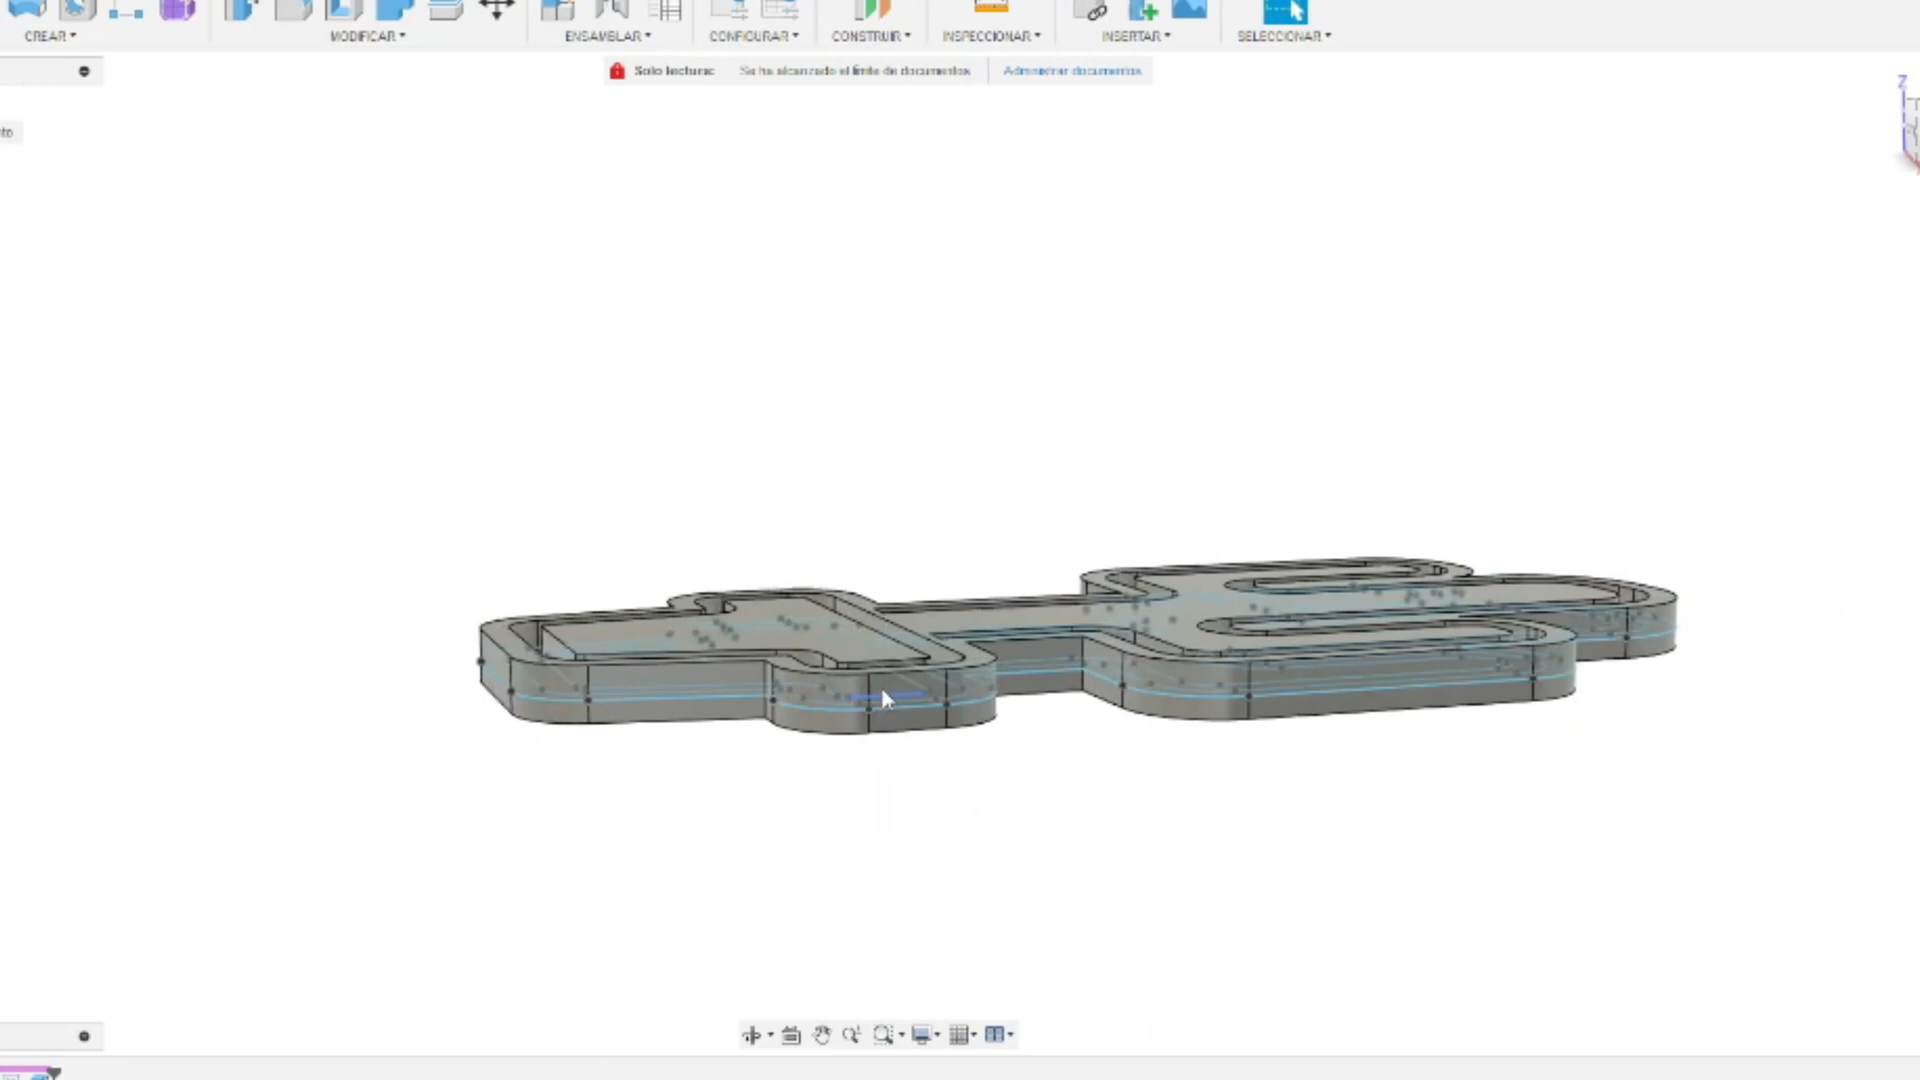 CREAR MODIFICAR ENSAMBLAR CONFIGURAR CONSTRUIR INSPECCIONAR INSERTAR SELECCIONAR
Solo lectura: Se ha alcanzado el límite de documentos Administrar documentos
Z
nto